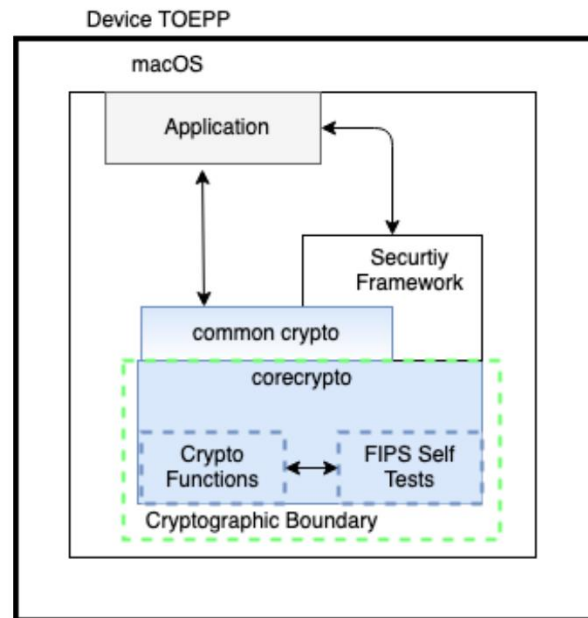 Device TOEPP
macOS
Application
Securtiy
Framework
common crypto
corecrypto
Crypto
Functions
FIPS Self
Tests
Cryptographic Boundary